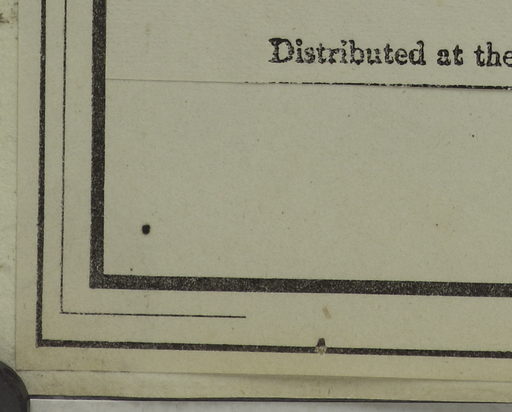 Distributed at the